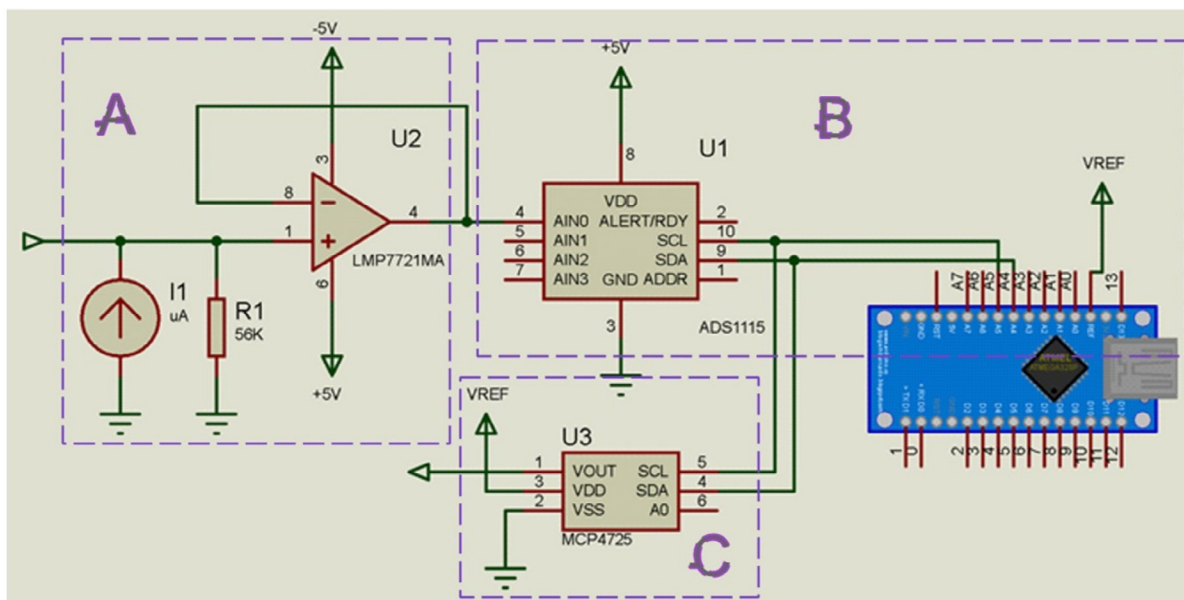 A
-5V
U2
3
8
1
4
6
LMP7721MA
+5V
I1
uA
R1
56K
B
+5V
U1
8
VDD
4 AIN0 ALERT/RDY 2
5 AIN1 SCL 10
6 AIN2 SDA 9
7 AIN3 GND ADDR 1
3
ADS1115
VREF
A7
A6
A5
A4
A3
A2
A1
A0
13
ATMEL
1
0
2
3
4
5
6
7
8
9
10
11
12
VREF
U3
1 VOUT SCL 5
3 VDD SDA 4
2 VSS A0 6
MCP4725
C